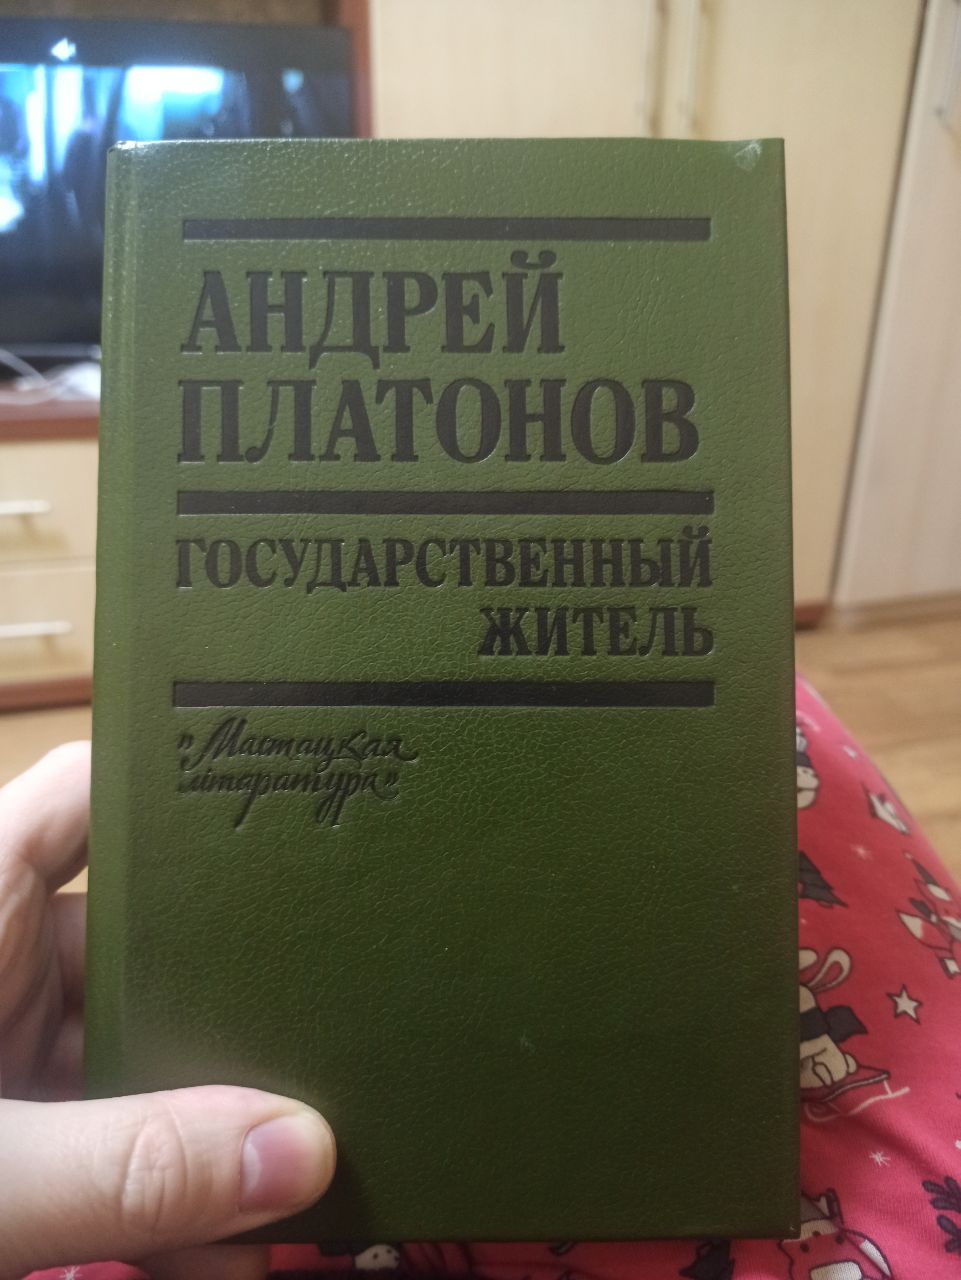 АНДРЕЙ
ПЛАТОНОВ
ГОСУДАРСТВЕННЫЙ
ЖИТЕЛЬ
"Мастацкая
літаратура"